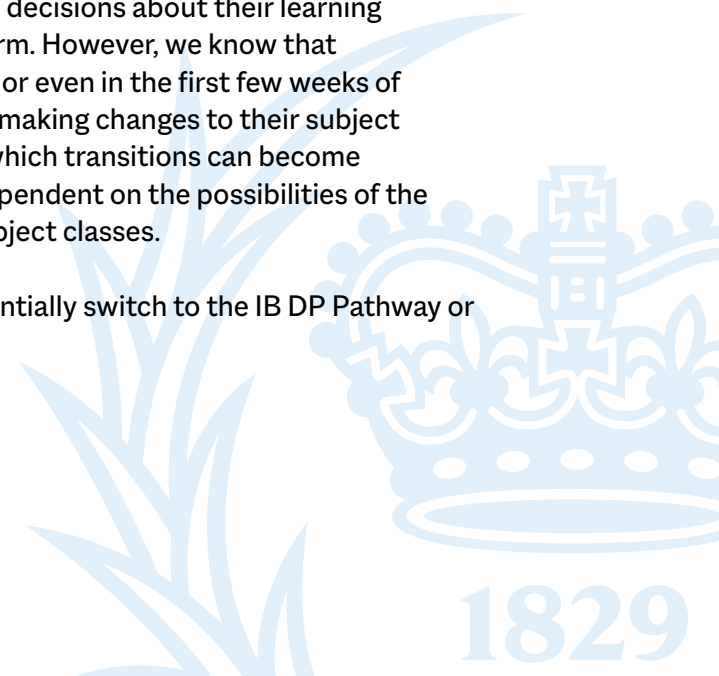 decisions about their learning
rm. However, we know that
or even in the first few weeks of
making changes to their subject
which transitions can become
pendent on the possibilities of the
ject classes.
ntially switch to the IB DP Pathway or
1829